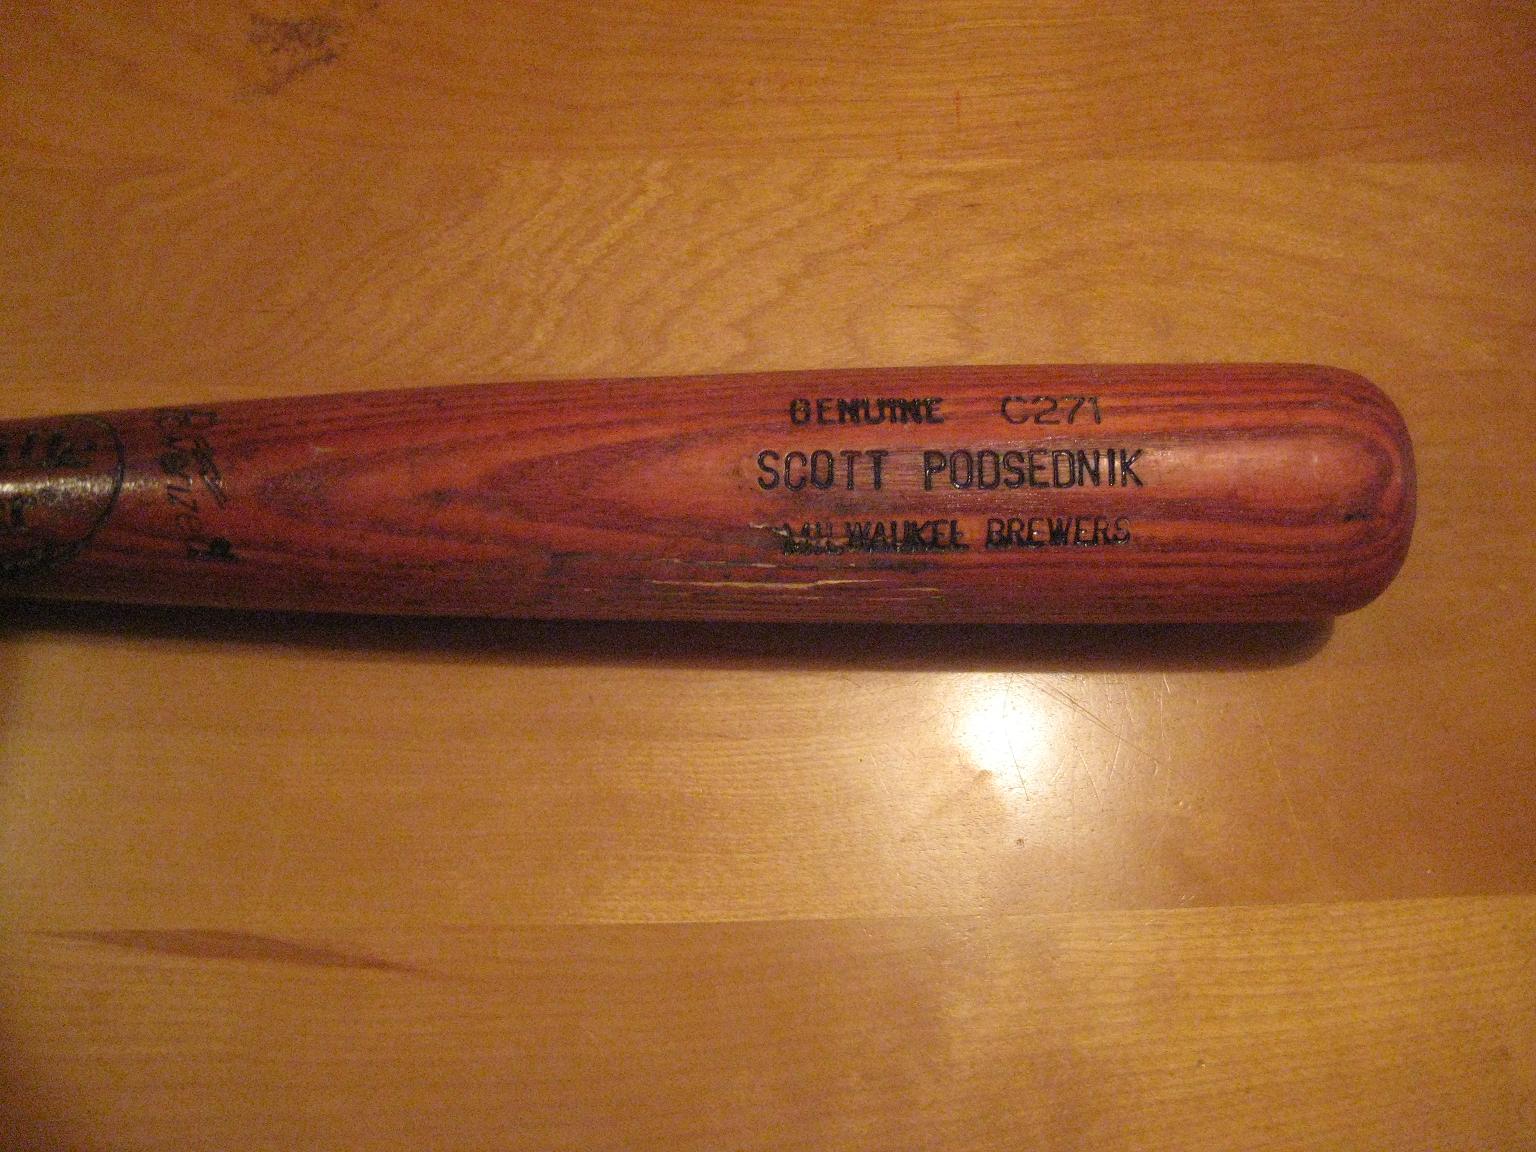 GENUINE C271
SCOTT PODSEDNIK
MILWAUKEE BREWERS